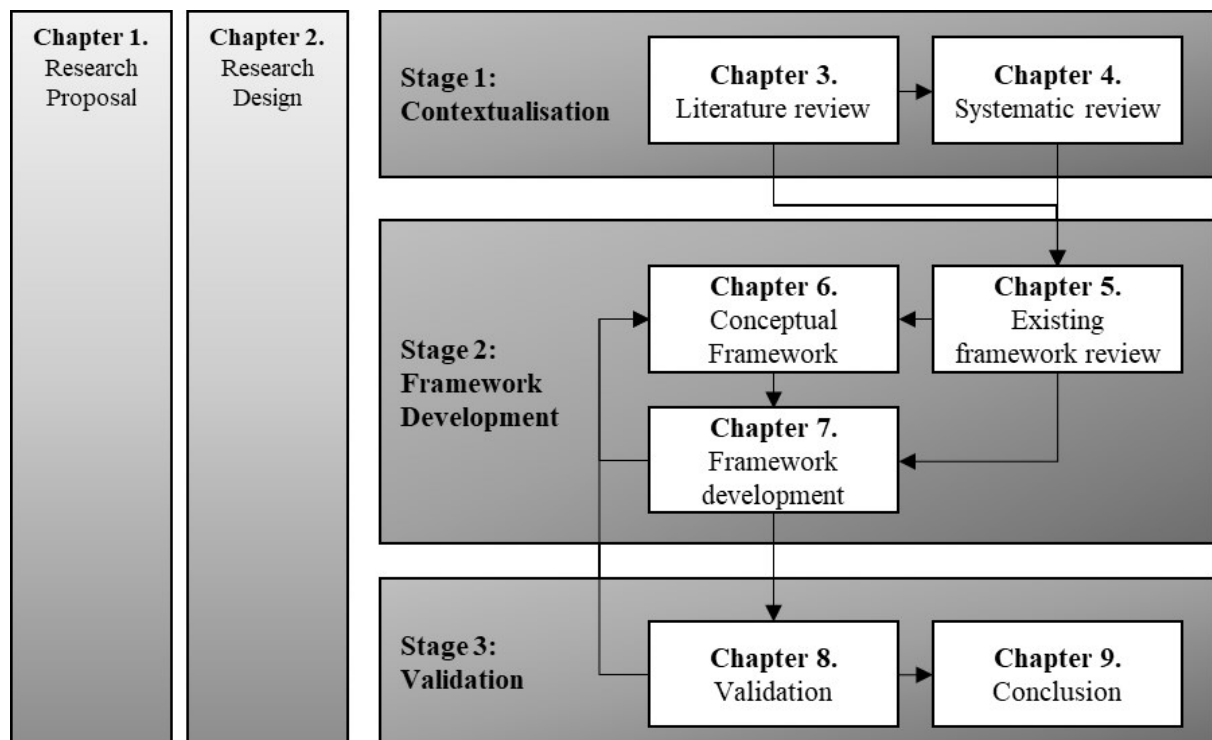 Chapter 1.
Research
Proposal
Chapter 2.
Research
Design
Stage 1:
Contextualisation
Chapter 3.
Literature review
Chapter 4.
Systematic review
Stage 2:
Framework
Development
Chapter 6.
Conceptual
Framework
Chapter 5.
Existing
framework review
Chapter 7.
Framework
development
Stage 3:
Validation
Chapter 8.
Validation
Chapter 9.
Conclusion